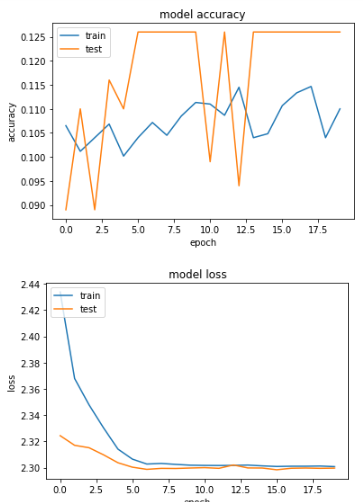 model accuracy
train
test
0.125
0.120
0.115
0.110
0.105
0.100
0.095
0.090
accuracy
0.0 2.5 5.0 7.5 10.0 12.5 15.0 17.5
epoch
model loss
train
test
2.44
2.42
2.40
2.38
2.36
2.34
2.32
2.30
loss
0.0 2.5 5.0 7.5 10.0 12.5 15.0 17.5
epoch